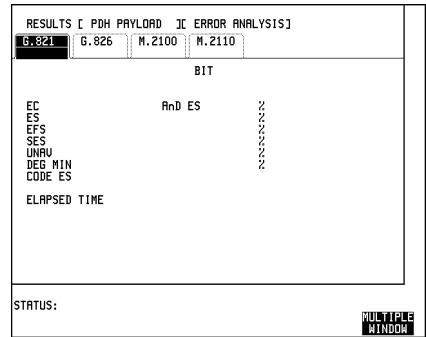 RESULTS [ PDH PAYLOAD ][ ERROR ANALYSIS]
G.821 G.826 M.2100 M.2110
BIT
EC AnD ES %
ES %
EFS %
SES %
UNAV %
DEG MIN %
CODE ES
ELAPSED TIME
STATUS:
MULTIPLE
WINDOW